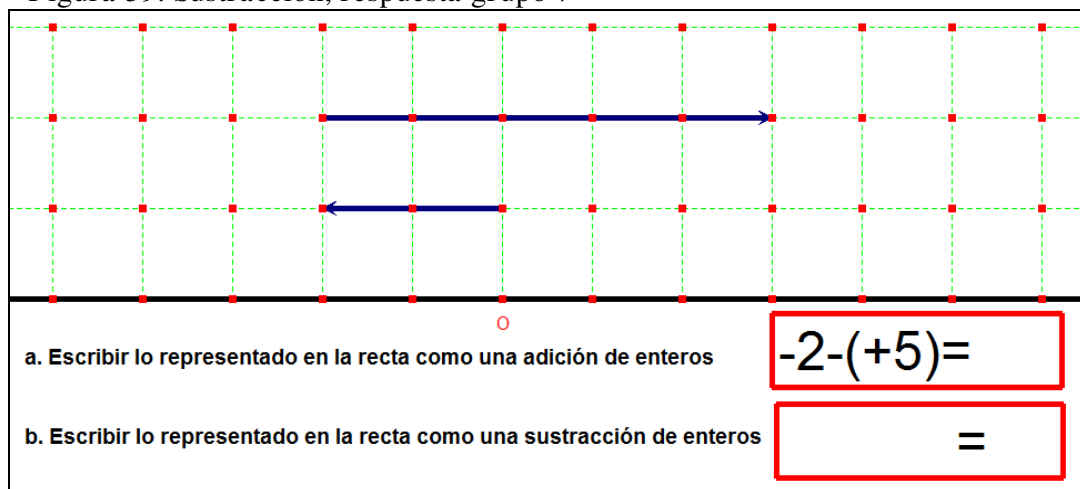 Figura 39. Sustracción, respuesta grupo
O
a. Escribir lo representado en la recta como una adición de enteros
-2-(+5)=
b. Escribir lo representado en la recta como una sustracción de enteros
=